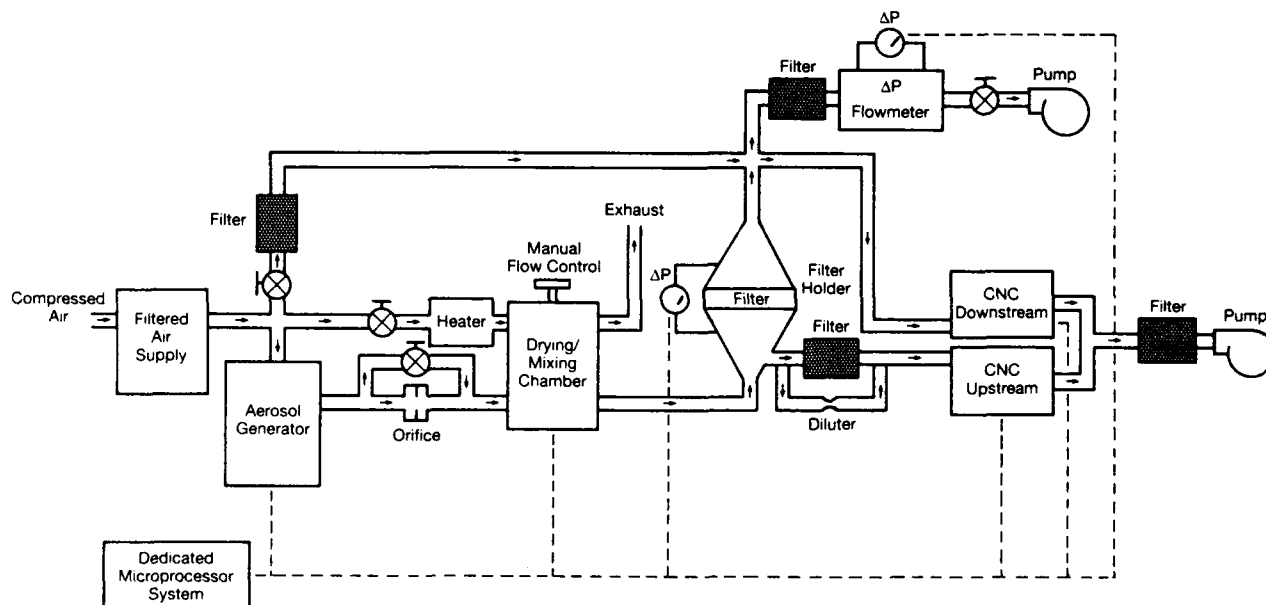 ΔP
Filter
ΔP
Flowmeter
Pump
Filter
Exhaust
Manual
Flow Control
ΔP
Filter
Holder
Compressed
Air
Filtered
Air
Supply
Heater
Filter
Filter
CNC
Downstream
Filter
Pump
Drying/
Mixing
Chamber
Aerosol
Generator
Orifice
CNC
Upstream
Diluter
Dedicated
Microprocessor
System